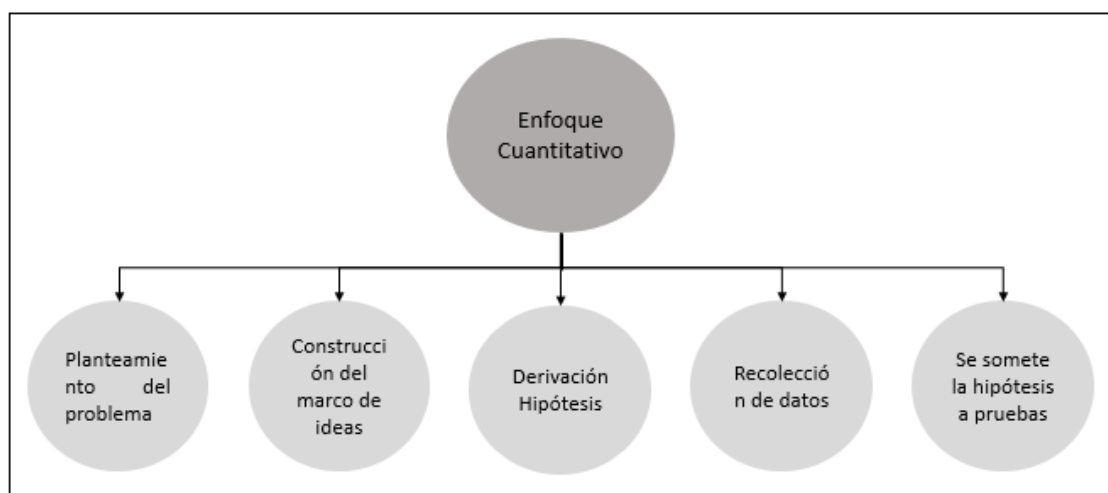 Enfoque
Cuantitativo
Planteamie
nto del
problema
Construcci
ón del
marco de
ideas
Derivación
Hipótesis
Recolecció
n de datos
Se somete
la hipótesis
a pruebas